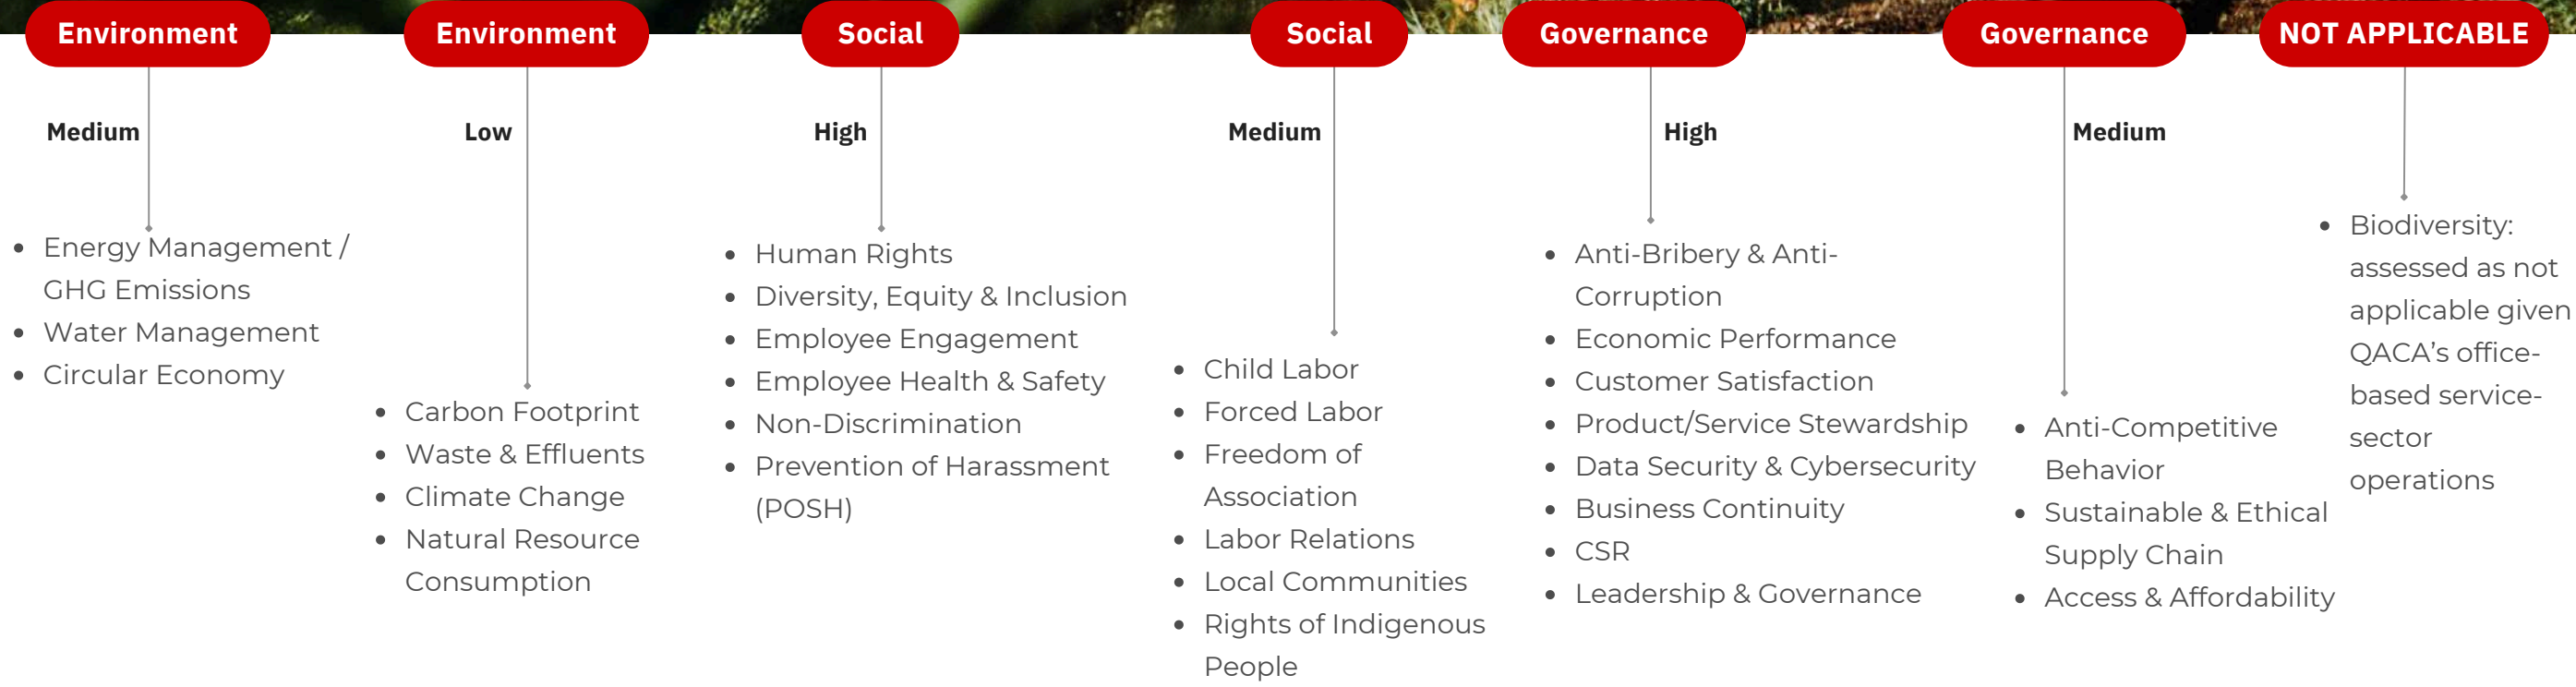 Environment
Medium
• Energy Management /
GHG Emissions
• Water Management
• Circular Economy
Environment
Low
• Carbon Footprint
• Waste & Effluents
• Climate Change
• Natural Resource
Consumption
Social
High
• Human Rights
• Diversity, Equity & Inclusion
• Employee Engagement
• Employee Health & Safety
• Non-Discrimination
• Prevention of Harassment
(POSH)
Social
Medium
• Child Labor
• Forced Labor
• Freedom of
Association
• Labor Relations
• Local Communities
• Rights of Indigenous
People
Governance
High
• Anti-Bribery & Anti-
Corruption
• Economic Performance
• Customer Satisfaction
• Product/Service Stewardship
• Data Security & Cybersecurity
• Business Continuity
• CSR
• Leadership & Governance
Governance
Medium
• Anti-Competitive
Behavior
• Sustainable & Ethical
Supply Chain
• Access & Affordability
NOT APPLICABLE
• Biodiversity:
assessed as not
applicable given
QACA’s office-
based service-
sector
operations